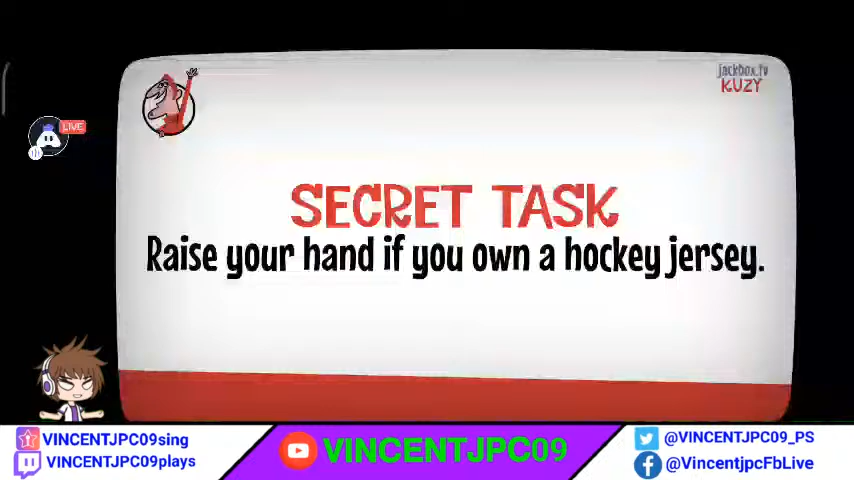 jackbox.tv
KUZY
LIVE
SECRET TASK
Raise your hand if you own a hockey jersey.
VINCENTJPC09sing
VINCENTJPC09plays
VINCENTJPC09
@VINCENTJPC09_PS
@VincentjpcFbLive